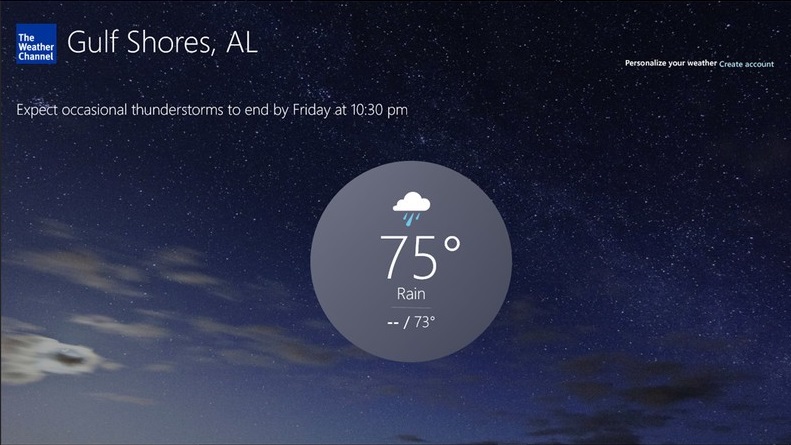 The
Weather
Channel
Gulf Shores, AL
Personalize your weather Create account
Expect occasional thunderstorms to end by Friday at 10:30 pm
75°
Rain
-- / 73°